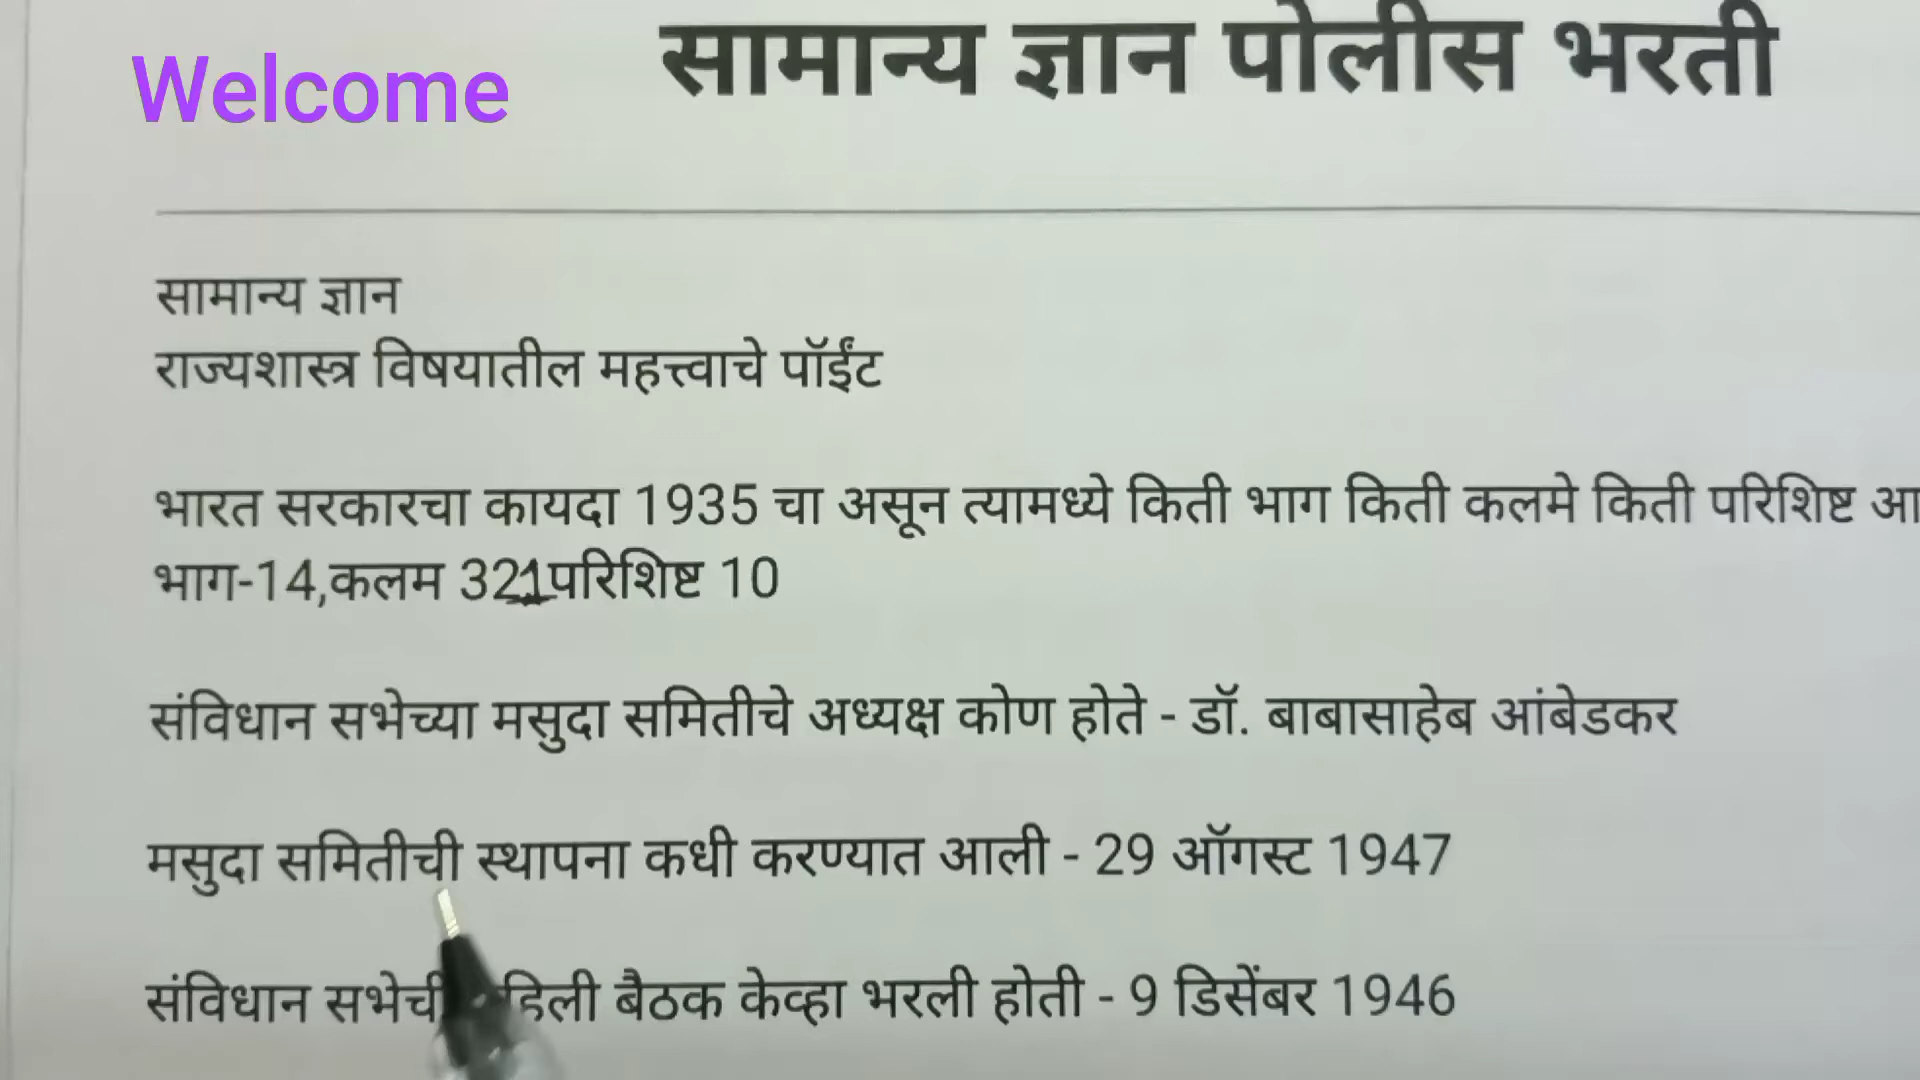 Welcome
सामान्य ज्ञान पोलीस भरती
सामान्य ज्ञान
राज्यशास्त्र विषयातील महत्त्वाचे पॉईंट
भारत सरकारचा कायदा 1935 चा असून त्यामध्ये किती भाग किती कलमे किती परिशिष्ट
भाग-14,कलम 321परिशिष्ट 10
संविधान सभेच्या मसुदा समितीचे अध्यक्ष कोण होते - डॉ. बाबासाहेब आंबेडकर
मसुदा समितीची स्थापना कधी करण्यात आली - 29 ऑगस्ट 1947
संविधान सभेची बैठक केव्हा भरली होती - 9 डिसेंबर 1946